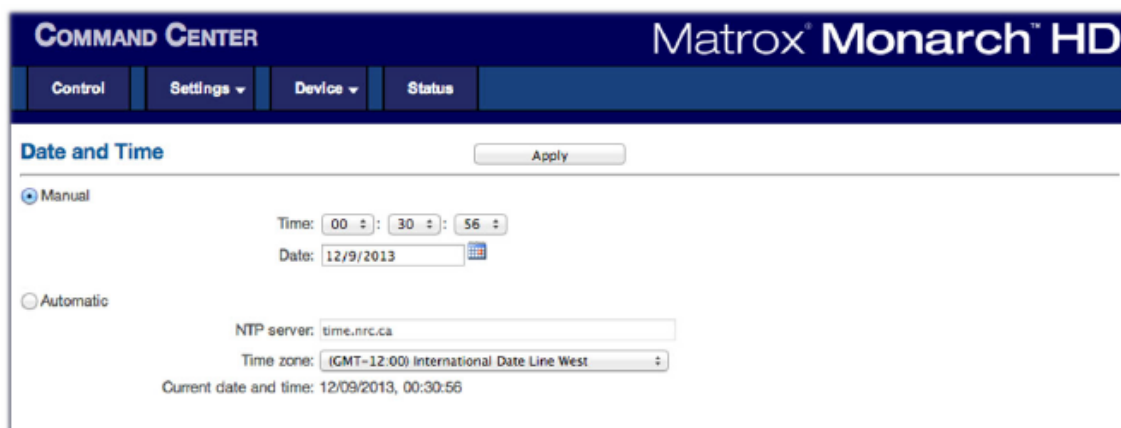 COMMAND CENTER
Matrox® Monarch™ HD
Control Settings Device Status
Date and Time Apply
Manual
Time: 00 : 30 : 56
Date: 12/9/2013
Automatic
NTP server: time.nrc.ca
Time zone: (GMT-12:00) International Date Line West
Current date and time: 12/09/2013, 00:30:56